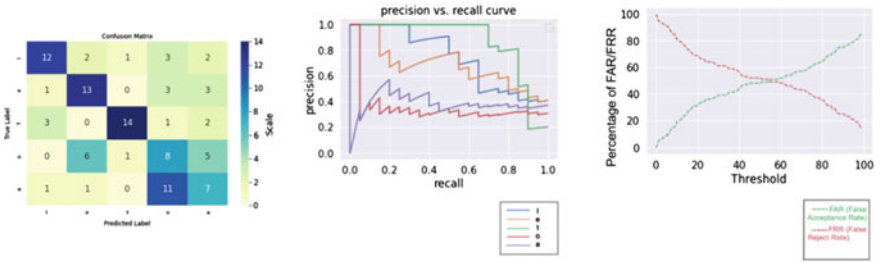 Confusion Matrix
True Label
12 2 1 3 2
1 13 0 3 3
3 0 14 1 2
0 6 1 8 5
1 1 0 11 7
Predicted Label
14
12
10
8
6
4
2
0
Scale
precision vs. recall curve
precision
1.0
0.8
0.6
0.4
0.2
0.0
0.0 0.2 0.4 0.6 0.8 1.0
recall
l
e
t
o
a
Percentage of FAR/FRR
100
80
60
40
20
0
0 20 40 60 80 100
Threshold
FAR (False
Acceptance Rate)
FRR (False
Reject Rate)